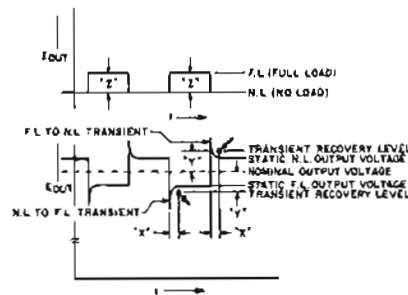 IOUT
"Z"
"Z"
F.L (FULL LOAD)
N.L (NO LOAD)
t
F.L TO N.L TRANSIENT
"Y"
TRANSIENT RECOVERY LEVEL
STATIC N.L. OUTPUT VOLTAGE
NOMINAL OUTPUT VOLTAGE
EOUT
STATIC F.L. OUTPUT VOLTAGE
TRANSIENT RECOVERY LEVEL
N.L TO F.L TRANSIENT
"Y"
"X"
"X"
t